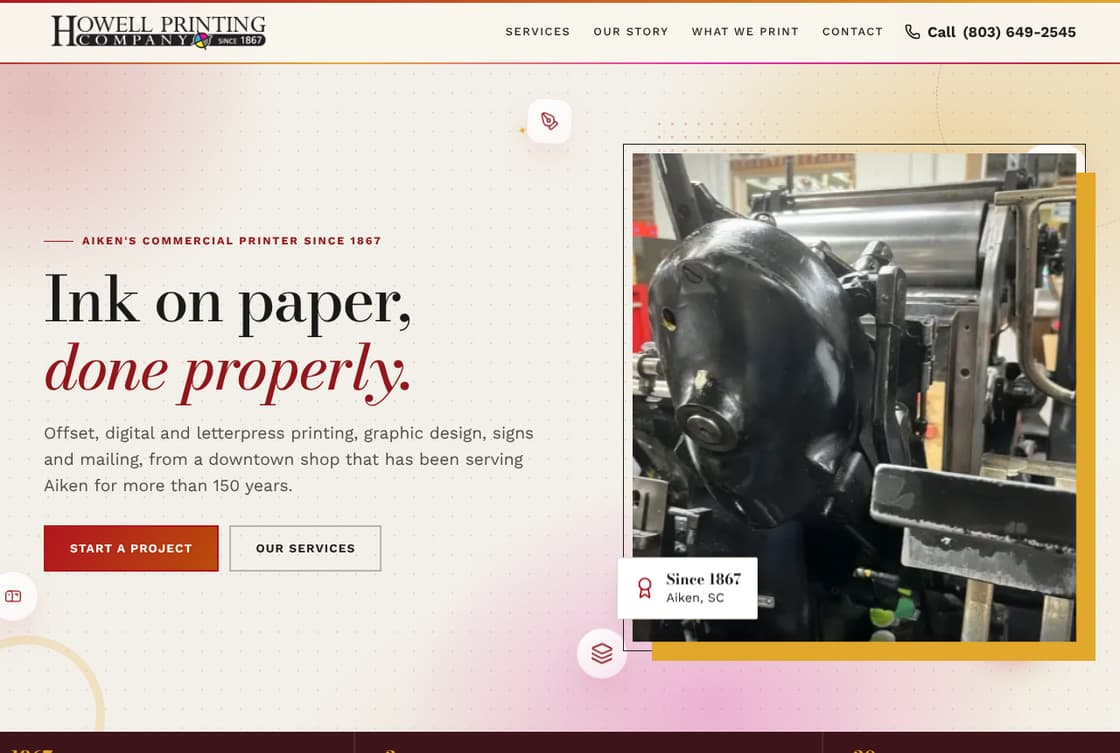 HOWELL PRINTING
COMPANY SINCE 1867
SERVICES
OUR STORY
WHAT WE PRINT
CONTACT
Call (803) 649-2545
AIKEN'S COMMERCIAL PRINTER SINCE 1867
Ink on paper,
done properly.
Offset, digital and letterpress printing, graphic design, signs
and mailing, from a downtown shop that has been serving
Aiken for more than 150 years.
START A PROJECT
OUR SERVICES
Since 1867
Aiken, SC